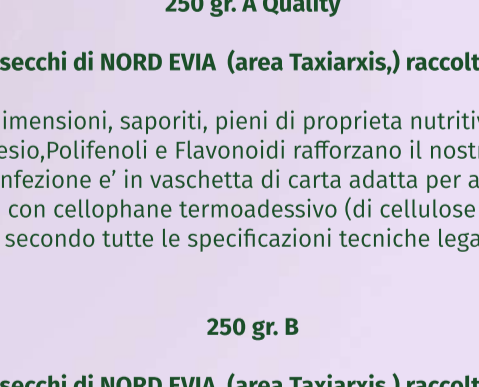 250 gr. A Quality
secchi di NORD EVIA (area Taxiarxis,) raccolt
imensioni, saporiti, pieni di proprieta nutritiv
esio,Polifenoli e Flavonoidi rafforzano il nost
nfezione e’ in vaschetta di carta adatta per a
con cellophane termoadessivo (di cellulose
secondo tutte le specificazioni tecniche lega
250 gr. B
secchi di NORD EVIA (area Taxiarxis,) raccolt